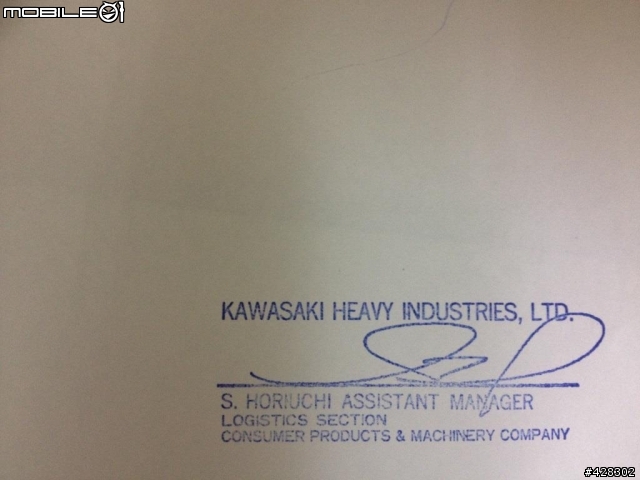 MOBILE01
KAWASAKI HEAVY INDUSTRIES, LTD.
S. HORIUCHI ASSISTANT MANAGER
LOGISTICS SECTION
CONSUMER PRODUCTS & MACHINERY COMPANY
#428302